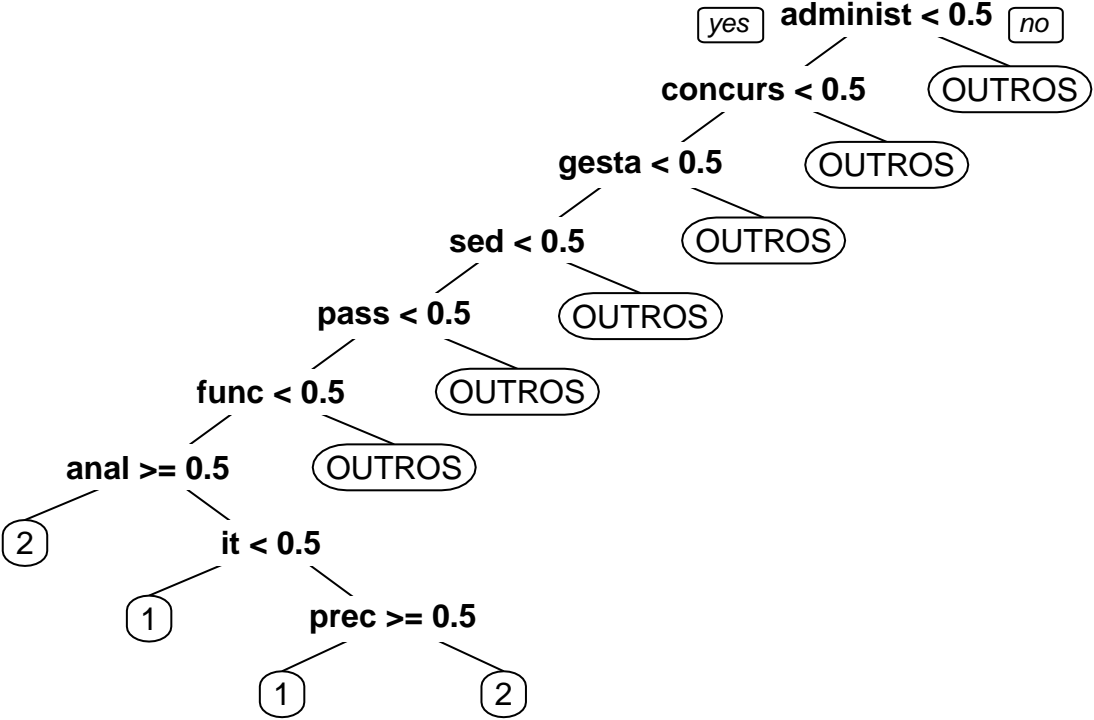 yes administ < 0.5 no
concurs < 0.5 OUTROS
gesta < 0.5 OUTROS
sed < 0.5 OUTROS
pass < 0.5 OUTROS
func < 0.5 OUTROS
anal >= 0.5 OUTROS
2 it < 0.5
1 prec >= 0.5
1 2